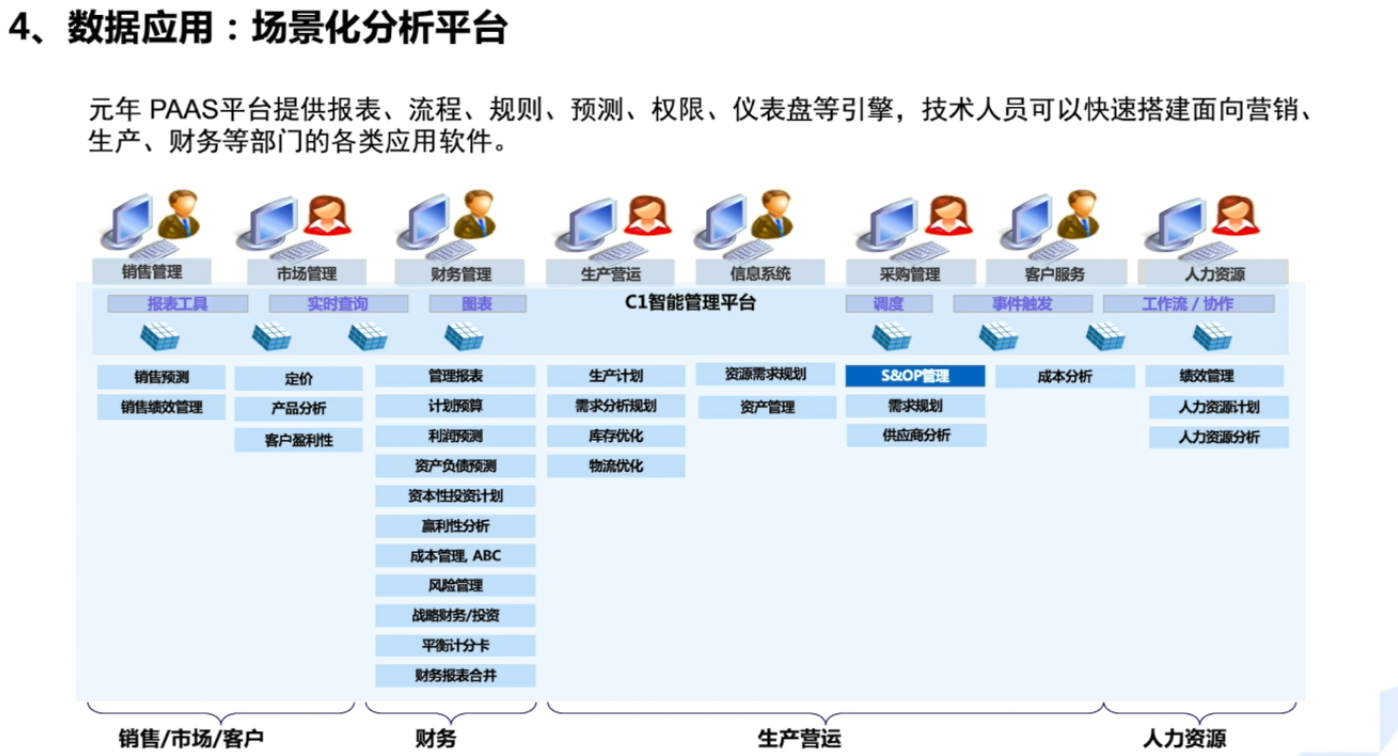 4、数据应用：场景化分析平台
元年 PAAS平台提供报表、流程、规则、预测、权限、仪表盘等引擎，技术人员可以快速搭建面向营销、
生产、财务等部门的各类应用软件。
销售管理 市场管理 财务管理 生产营运 信息系统 采购管理 客户服务 人力资源
报表工具 实时查询 图表 C1智能管理平台 调度 事件触发 工作流 / 协作
销售预测 定价 管理报表 生产计划 资源需求规划 S&OP管理 成本分析 绩效管理
销售绩效管理 产品分析 计划预算 需求分析规划 资产管理 需求规划 人力资源计划
客户盈利性 利润预测 库存优化 供应商分析 人力资源分析
资产负债预测 物流优化
资本性投资计划
赢利性分析
成本管理, ABC
风险管理
战略财务/投资
平衡计分卡
财务报表合并
销售/市场/客户 财务 生产营运 人力资源